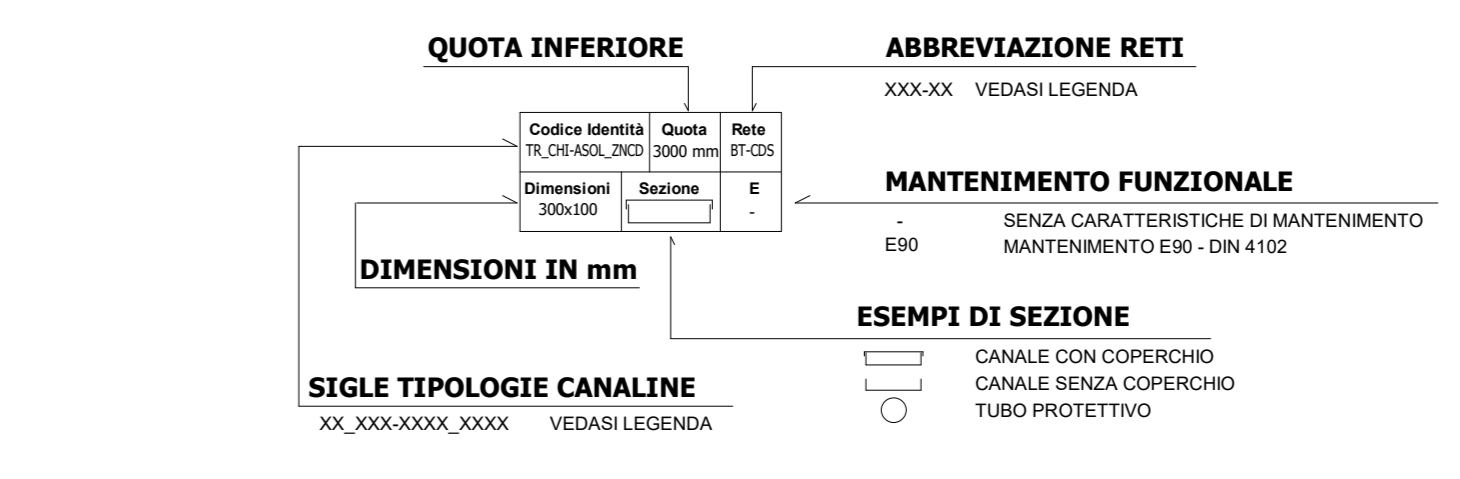 QUOTA INFERIORE
ABBREVIAZIONE RETI
XXX-XX VEDASI LEGENDA
Codice Identità Quota Rete
TR_CHI-ASOL_ZNCD 3000 mm BT-CDS
Dimensioni Sezione E
300x100 -
MANTENIMENTO FUNZIONALE
- SENZA CARATTERISTICHE DI MANTENIMENTO
E90 MANTENIMENTO E90 - DIN 4102
DIMENSIONI IN mm
ESEMPI DI SEZIONE
CANALE CON COPERCHIO
CANALE SENZA COPERCHIO
TUBO PROTETTIVO
SIGLE TIPOLOGIE CANALINE
XX_XXX-XXXX_XXXX VEDASI LEGENDA